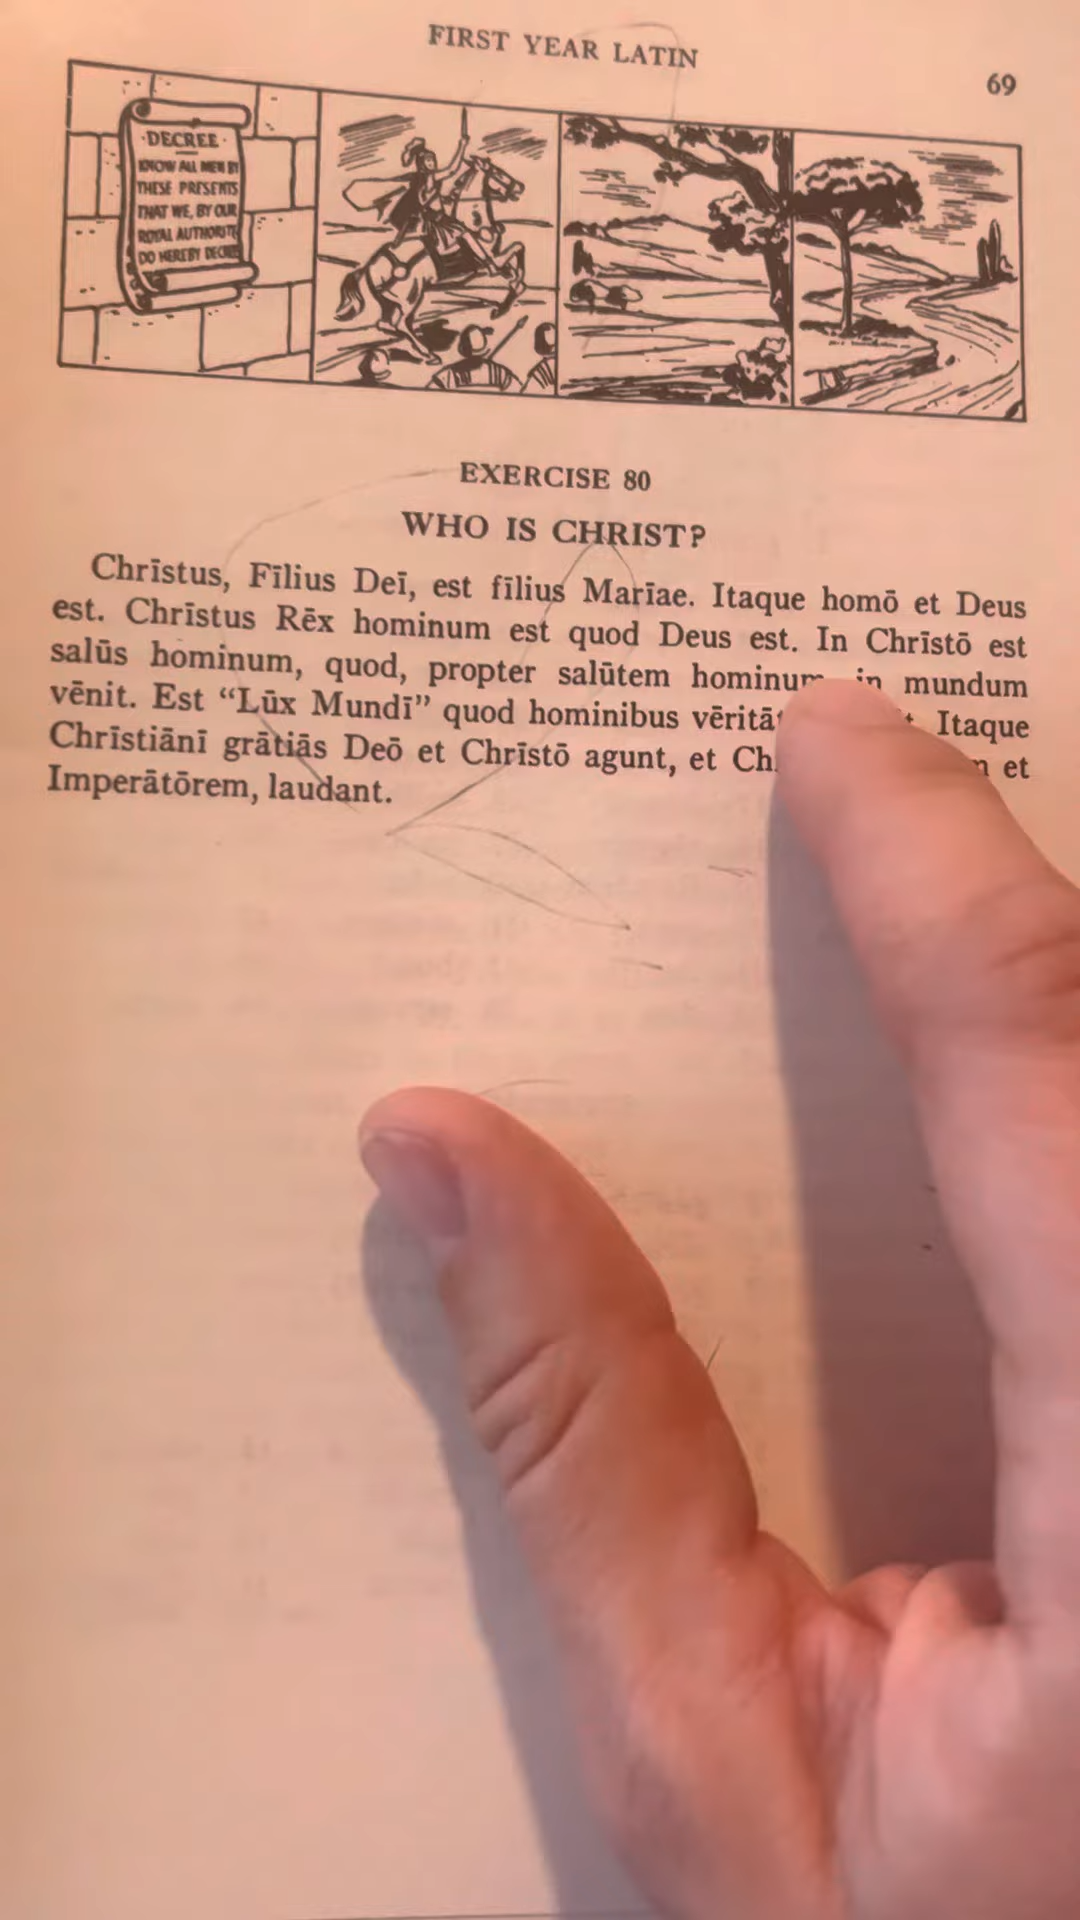 FIRST YEAR LATIN
69
·DECREE·
KNOW ALL MEN BY
THESE PRESENTS
THAT WE, BY OUR
ROYAL AUTHORITY
DO HEREBY DECREE
EXERCISE 80
WHO IS CHRIST?
Chrīstus, Fīlius Deī, est fīlius Marīae. Itaque homō et Deus
est. Chrīstus Rēx hominum est quod Deus est. In Chrīstō est
salūs hominum, quod, propter salūtem hominum in mundum
vēnit. Est “Lūx Mundī” quod hominibus Itaque
Chrīstiānī grātiās Deō et Chrīstō agunt, et et
Imperātōrem, laudant.